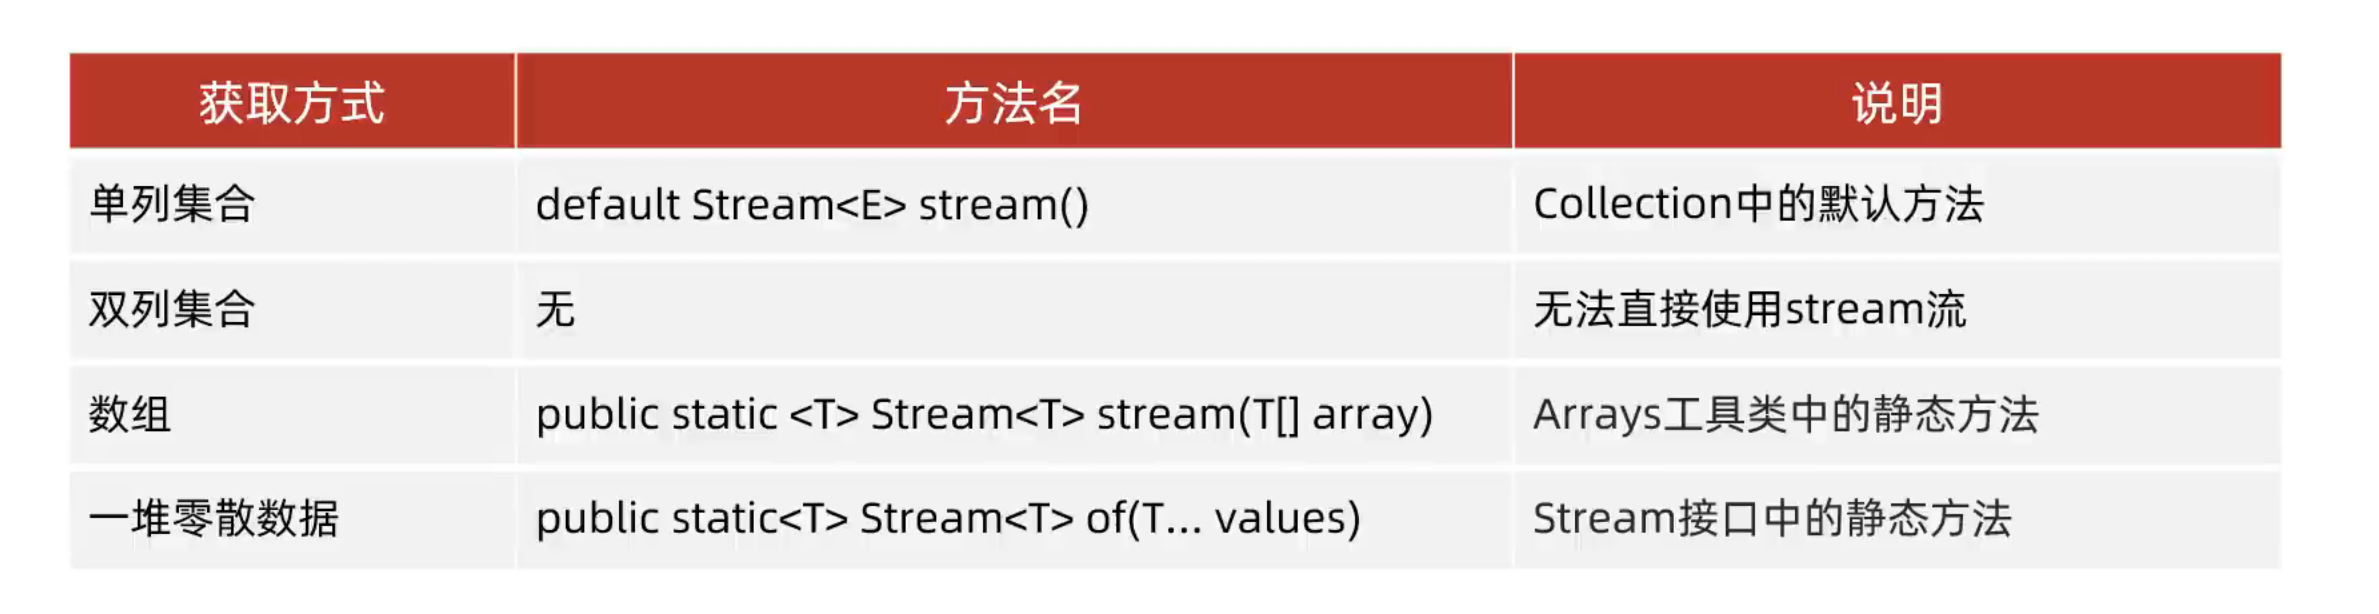 获取方式 方法名 说明
单列集合 default Stream<E> stream() Collection中的默认方法
双列集合 无 无法直接使用stream流
数组 public static <T> Stream<T> stream(T[] array) Arrays工具类中的静态方法
一堆零散数据 public static<T> Stream<T> of(T... values) Stream接口中的静态方法